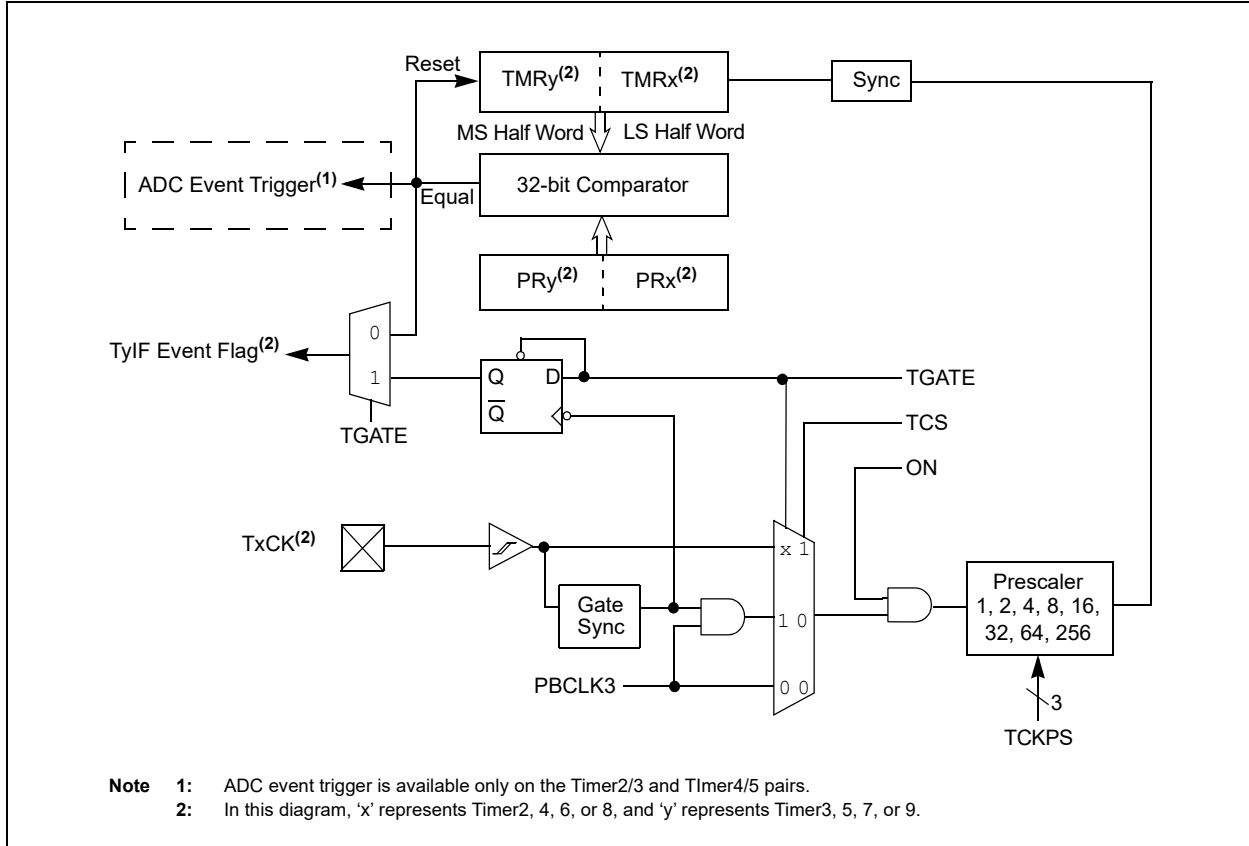 Reset
TMRy(2) TMRx(2)
Sync
MS Half Word LS Half Word
ADC Event Trigger(1)
Equal
32-bit Comparator
PRy(2) PRx(2)
0
TyIF Event Flag(2)
1
Q D
Q
TGATE
TGATE
TCS
ON
TxCK(2)
x 1
Gate
Sync
1 0
Prescaler
1, 2, 4, 8, 16,
32, 64, 256
PBCLK3
0 0
3
TCKPS
Note 1: ADC event trigger is available only on the Timer2/3 and TImer4/5 pairs.
2: In this diagram, ‘x’ represents Timer2, 4, 6, or 8, and ‘y’ represents Timer3, 5, 7, or 9.